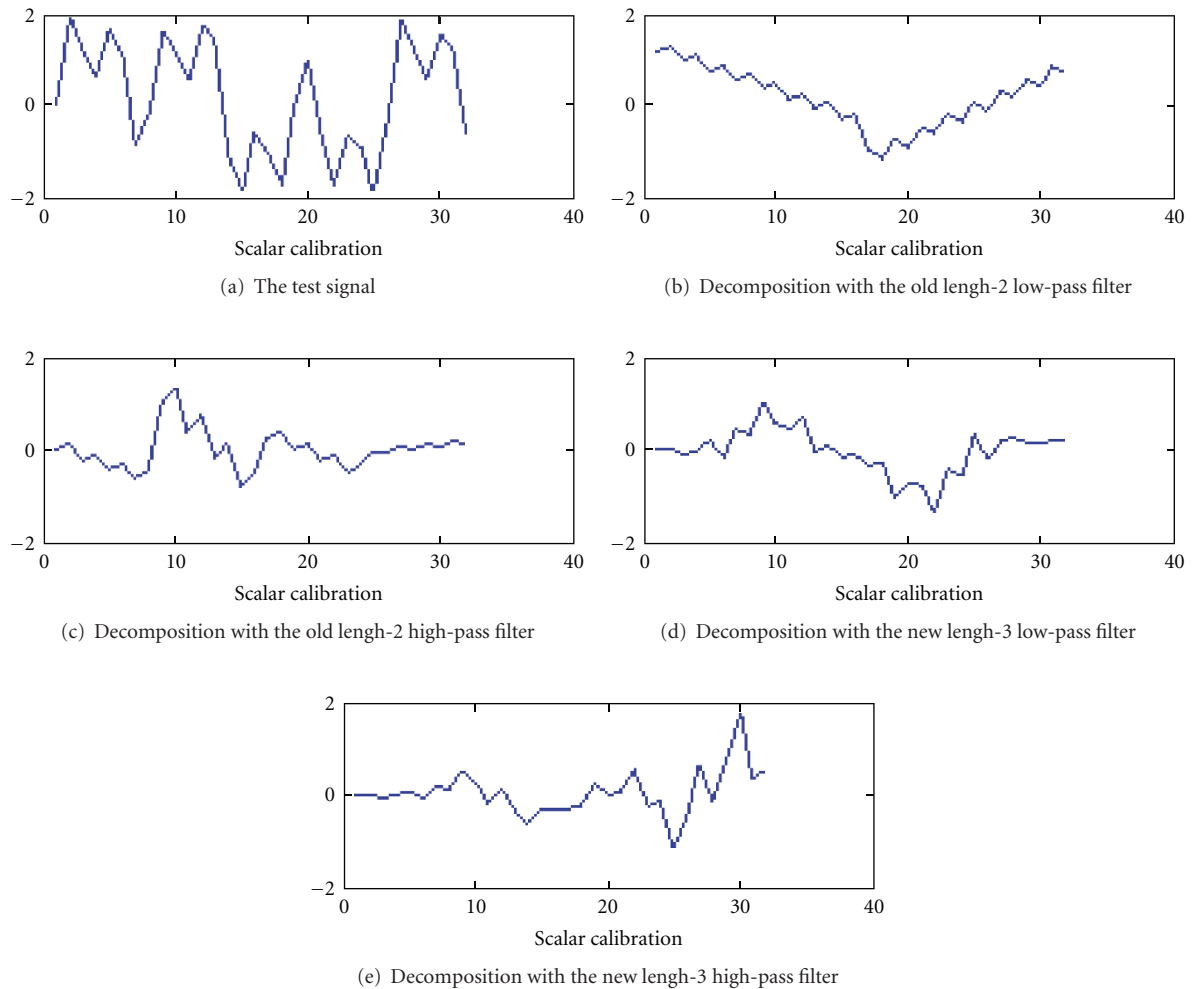 2
0
−2
0 10 20 30 40
Scalar calibration
(a) The test signal
2
0
−2
0 10 20 30 40
Scalar calibration
(b) Decomposition with the old lengh-2 low-pass filter
2
0
−2
0 10 20 30 40
Scalar calibration
(c) Decomposition with the old lengh-2 high-pass filter
2
0
−2
0 10 20 30 40
Scalar calibration
(d) Decomposition with the new lengh-3 low-pass filter
2
0
−2
0 10 20 30 40
Scalar calibration
(e) Decomposition with the new lengh-3 high-pass filter